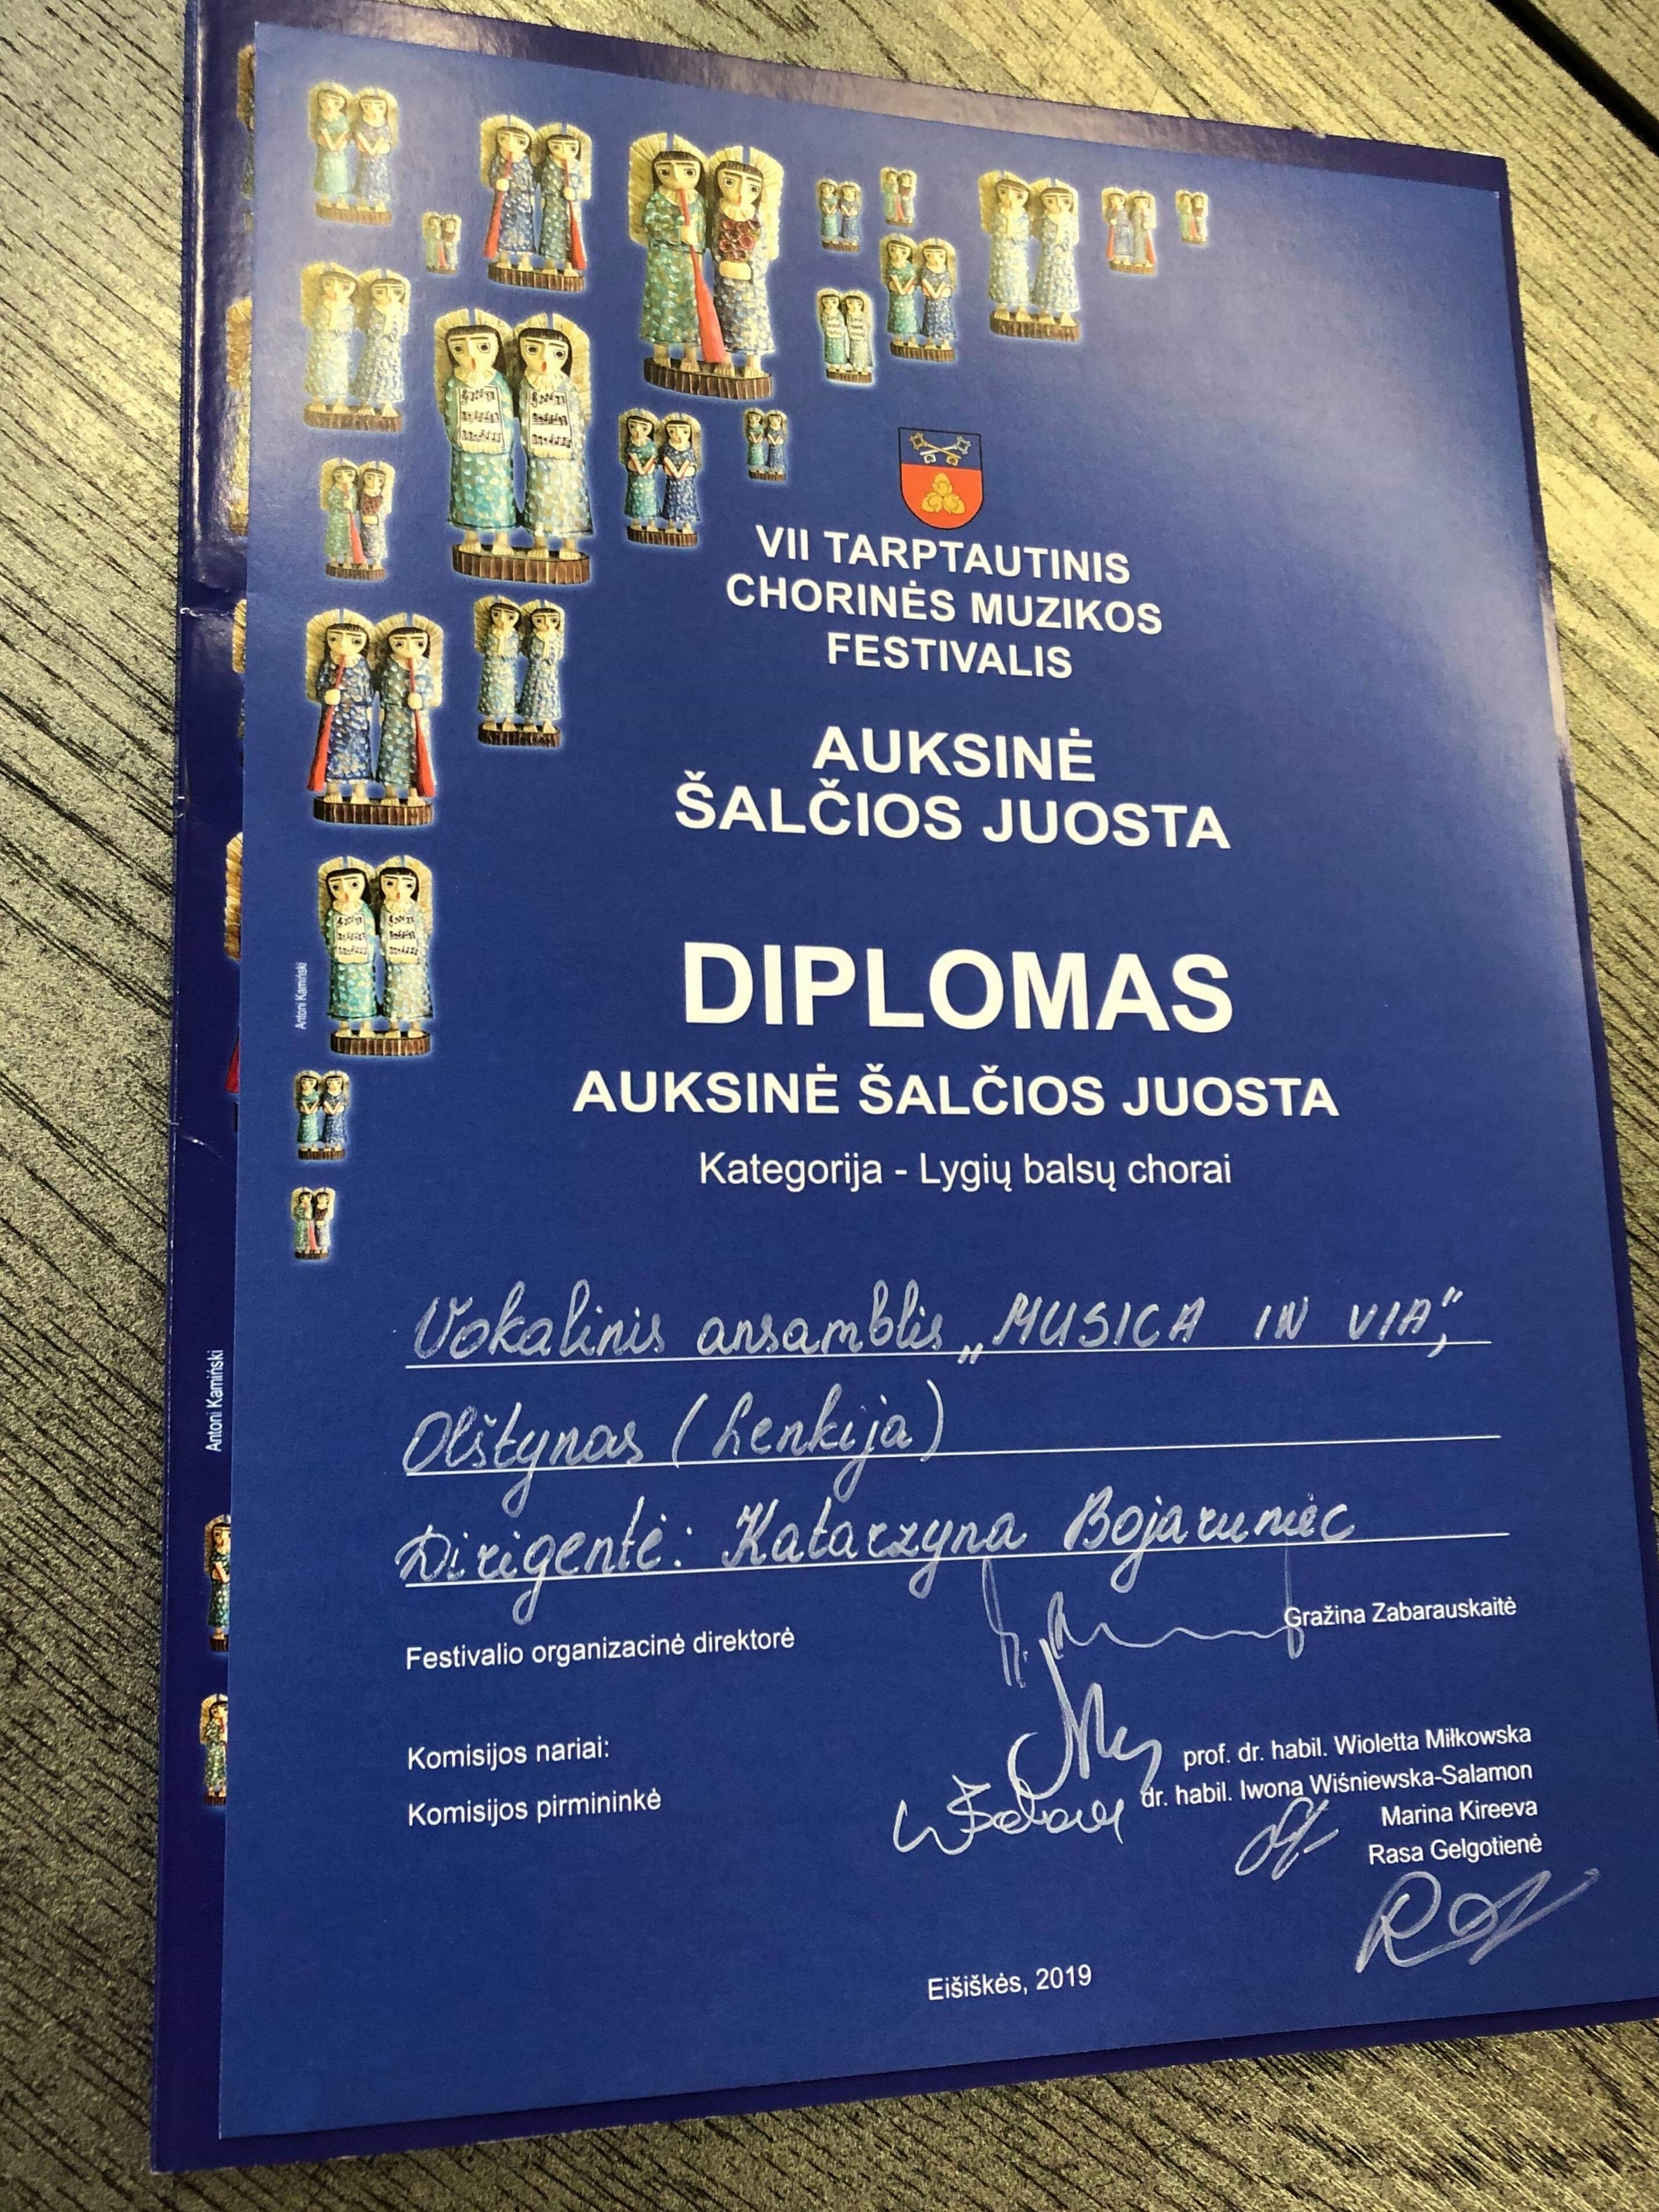 VII TARPTAUTINIS
CHORINĖS MUZIKOS
FESTIVALIS
AUKSINĖ
ŠALČIOS JUOSTA
DIPLOMAS
AUKSINĖ ŠALČIOS JUOSTA
Kategorija - Lygių balsų chorai
Vokalinis ansamblis „MUSICA IN VIA",
Olštynas (Lenkija)
Dirigentė: Katarzyna Bojaruniec
Festivalio organizacinė direktorė
Gražina Zabarauskaitė
Komisijos nariai:
Komisijos pirmininkė
prof. dr. habil. Wioletta Miłkowska
dr. habil. Iwona Wiśniewska-Salamon
Marina Kireeva
Rasa Gelgotienė
Eišiškės, 2019
Antoni Kamiński
Antoni Kamiński